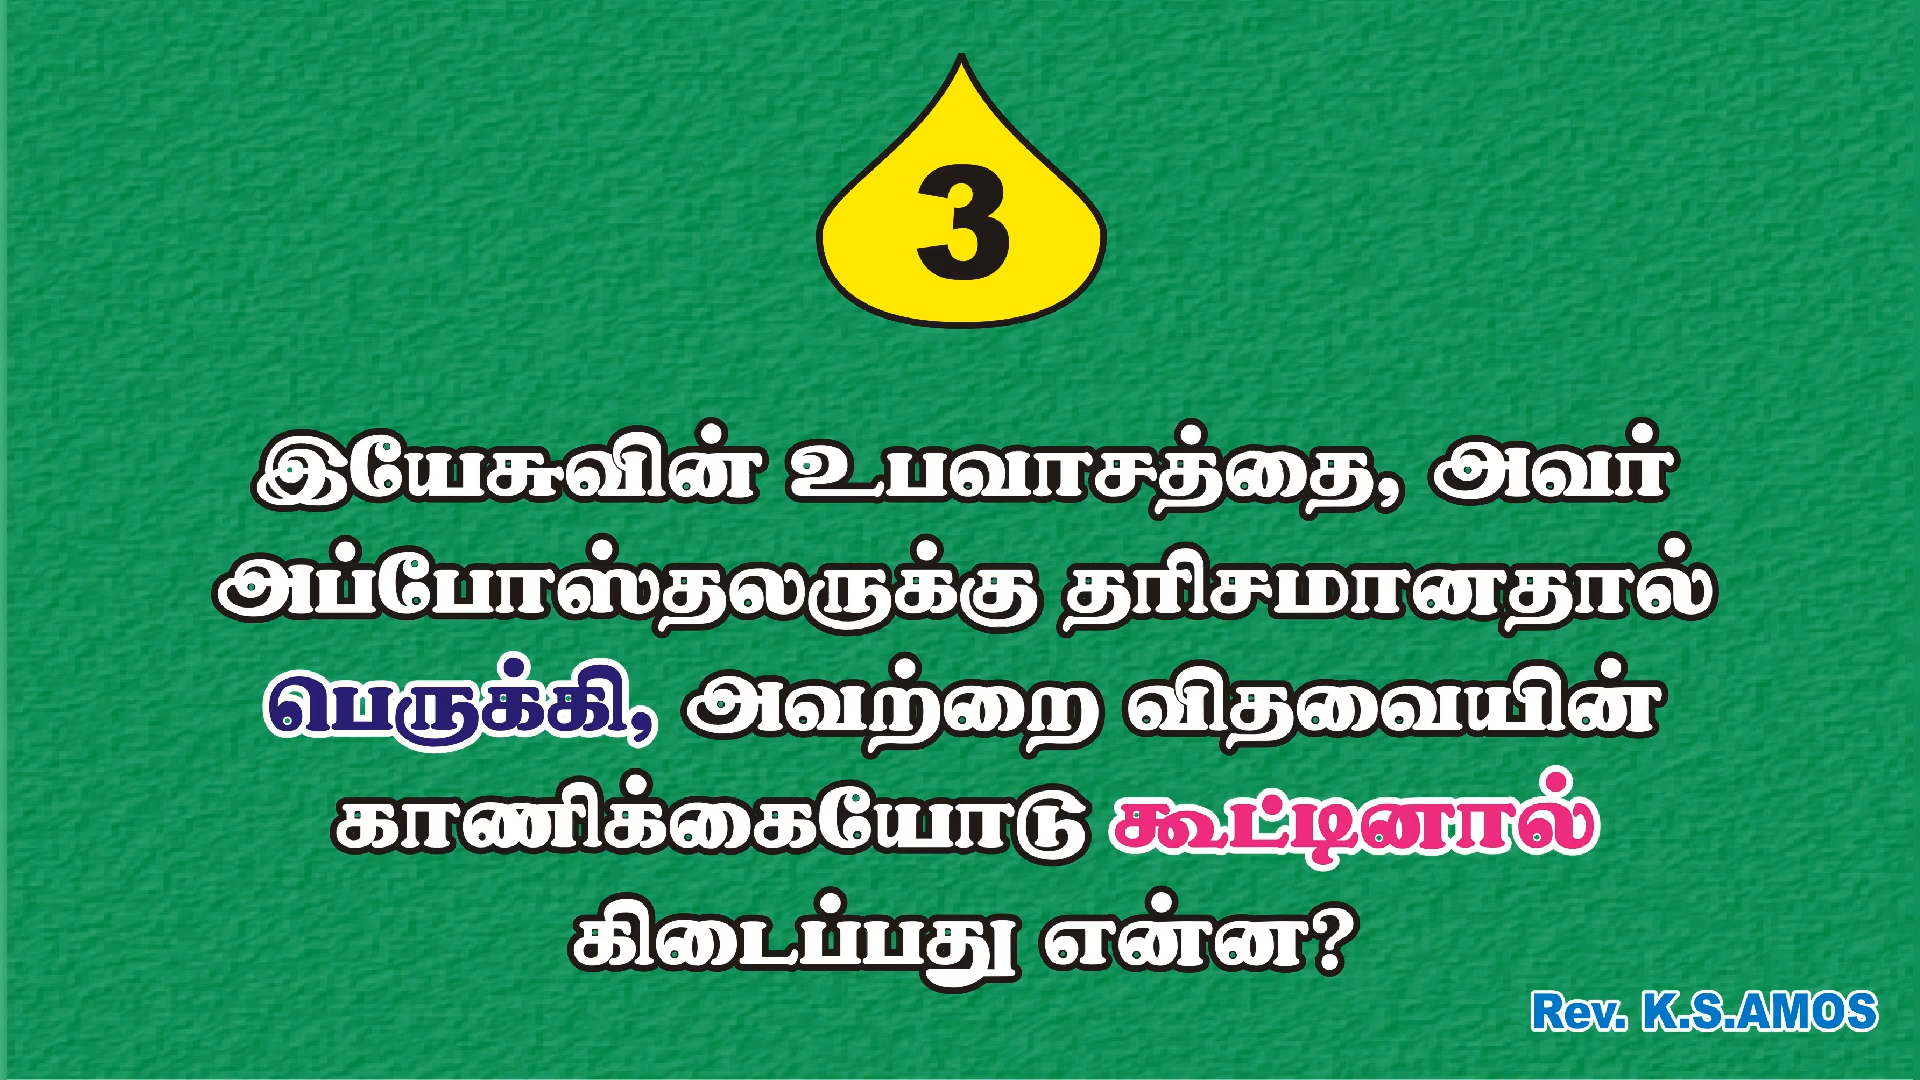 3
இயேசுவின் உபவாசத்தை, அவர்
அப்போஸ்தலருக்கு தரிசமானதால்
பெருக்கி, அவற்றை விதவையின்
காணிக்கையோடு கூட்டினால்
கிடைப்பது என்ன?
Rev. K.S.AMOS